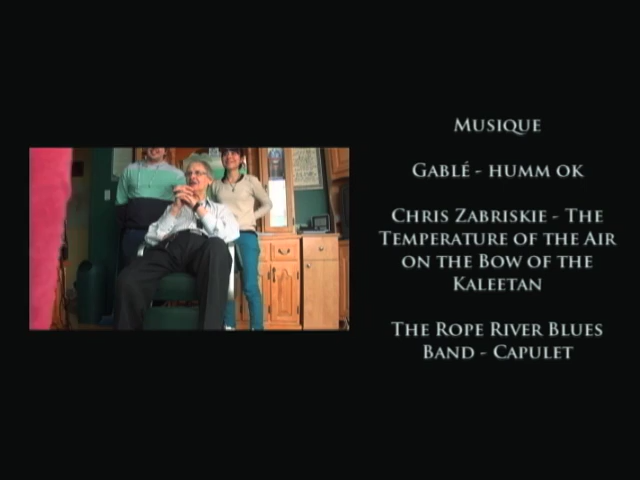 Musique
Gablé - humm ok
Chris Zabriskie - The
Temperature of the Air
on the Bow of the
Kaleetan
The Rope River Blues
Band - Capulet